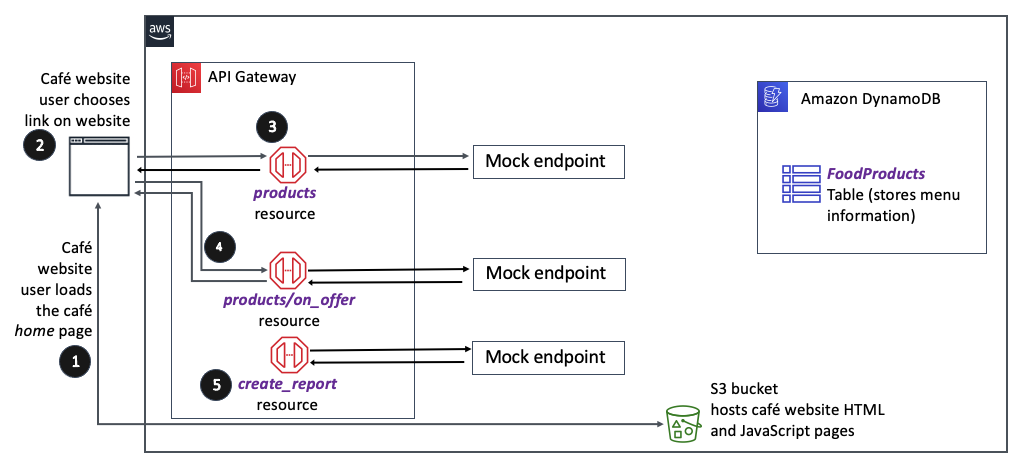 aws
API Gateway
Café website
user chooses
link on website
2
3
products
resource
Mock endpoint
Amazon DynamoDB
FoodProducts
Table (stores menu
information)
4
products/on_offer
resource
Mock endpoint
Café
website
user loads
the café
home page
1
5
create_report
resource
Mock endpoint
S3 bucket
hosts café website HTML
and JavaScript pages